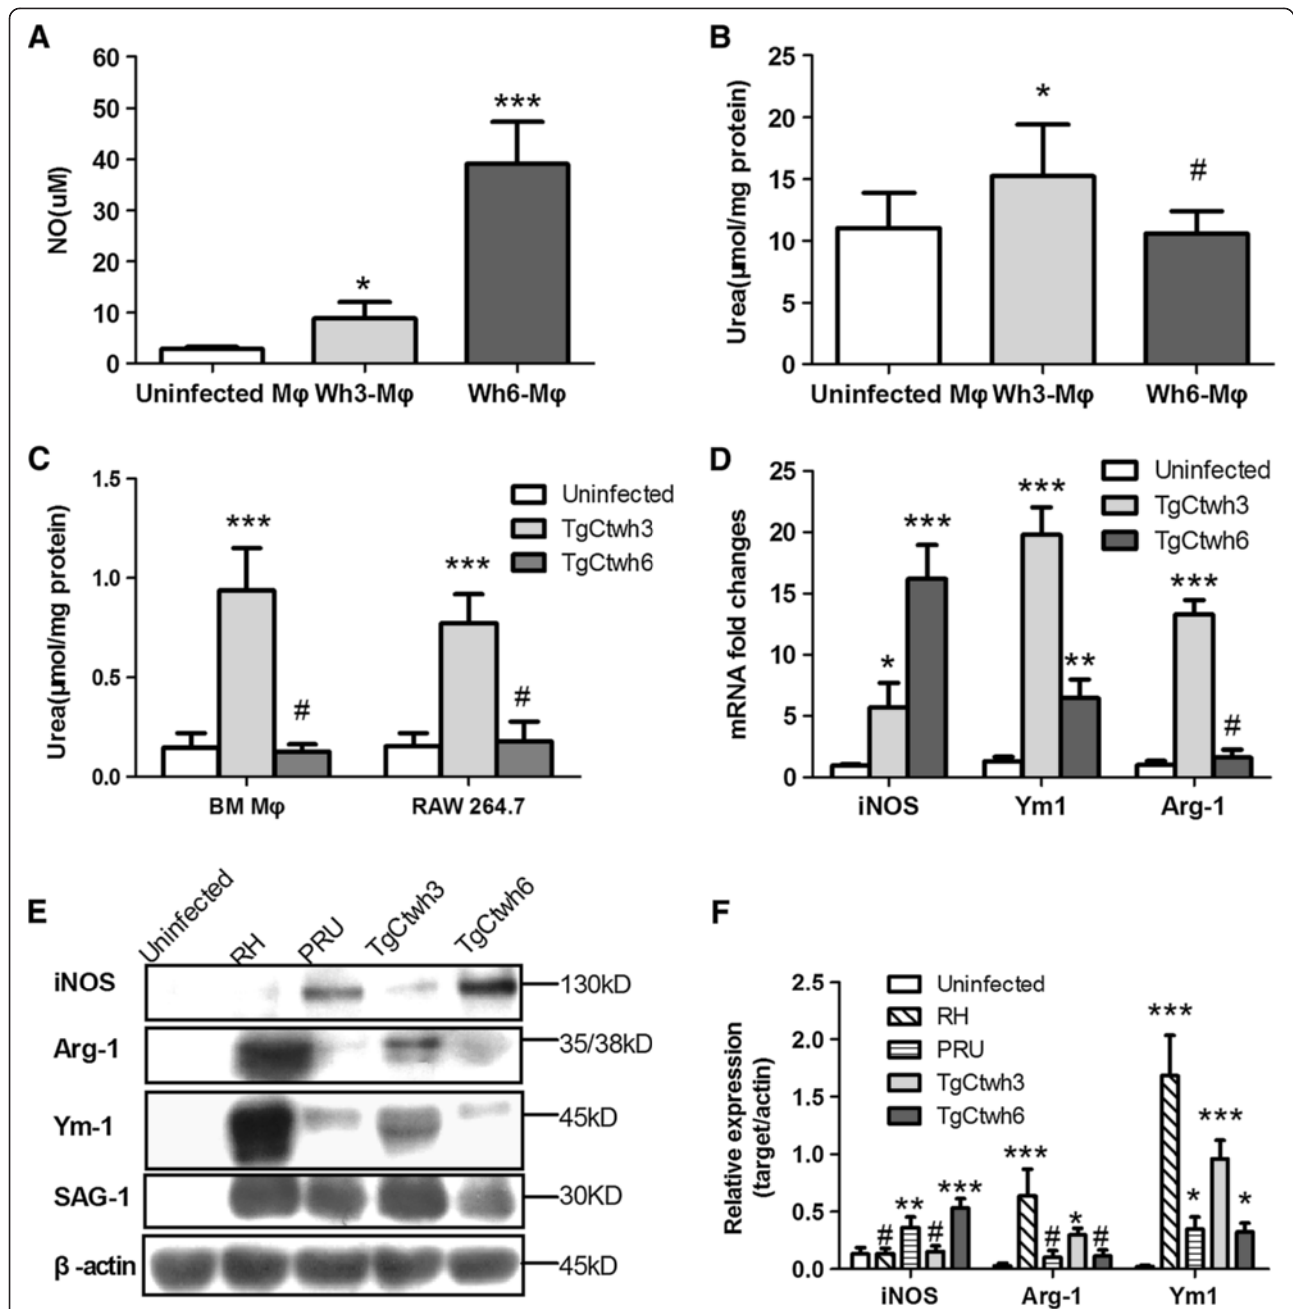 A
60
50
40
30
20
10
0
NO(uM)
*
***
Uninfected Mφ Wh3-Mφ Wh6-Mφ
B
25
20
15
10
5
0
Urea(μmol/mg protein)
*
#
Uninfected Mφ Wh3-Mφ Wh6-Mφ
C
1.5
1.0
0.5
0.0
Urea(μmol/mg protein)
Uninfected
TgCtwh3
TgCtwh6
***
#
***
#
BM Mφ RAW 264.7
D
25
20
15
10
5
0
mRNA fold changes
Uninfected
TgCtwh3
TgCtwh6
*
***
***
**
***
#
iNOS Ym1 Arg-1
E
Uninfected RH PRU TgCtwh3 TgCtwh6
iNOS 130kD
Arg-1 35/38kD
Ym-1 45kD
SAG-1 30KD
β-actin 45kD
F
2.5
2.0
1.5
1.0
0.5
0.0
Relative expression
(target/actin)
Uninfected
RH
PRU
TgCtwh3
TgCtwh6
#
**
#
***
***
#
*
#
***
*
***
*
iNOS Arg-1 Ym1